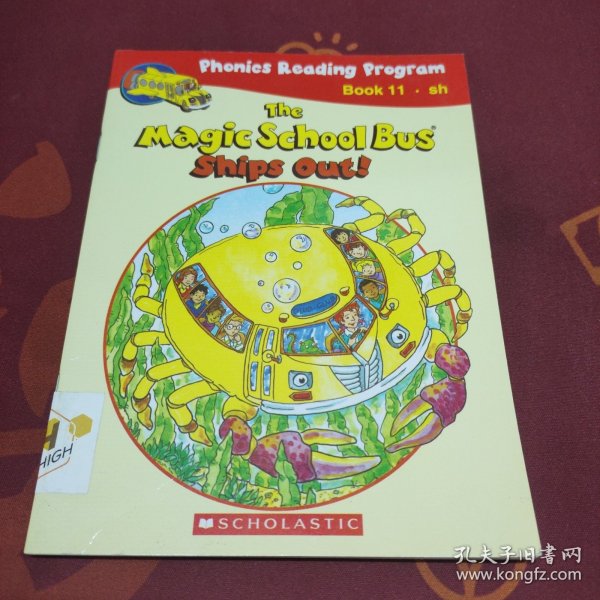 Phonics Reading Program
Book 11 · sh
The
Magic School Bus®
Ships Out!
HIGH
SCHOLASTIC
孔夫子旧书网
www.kongfz.com